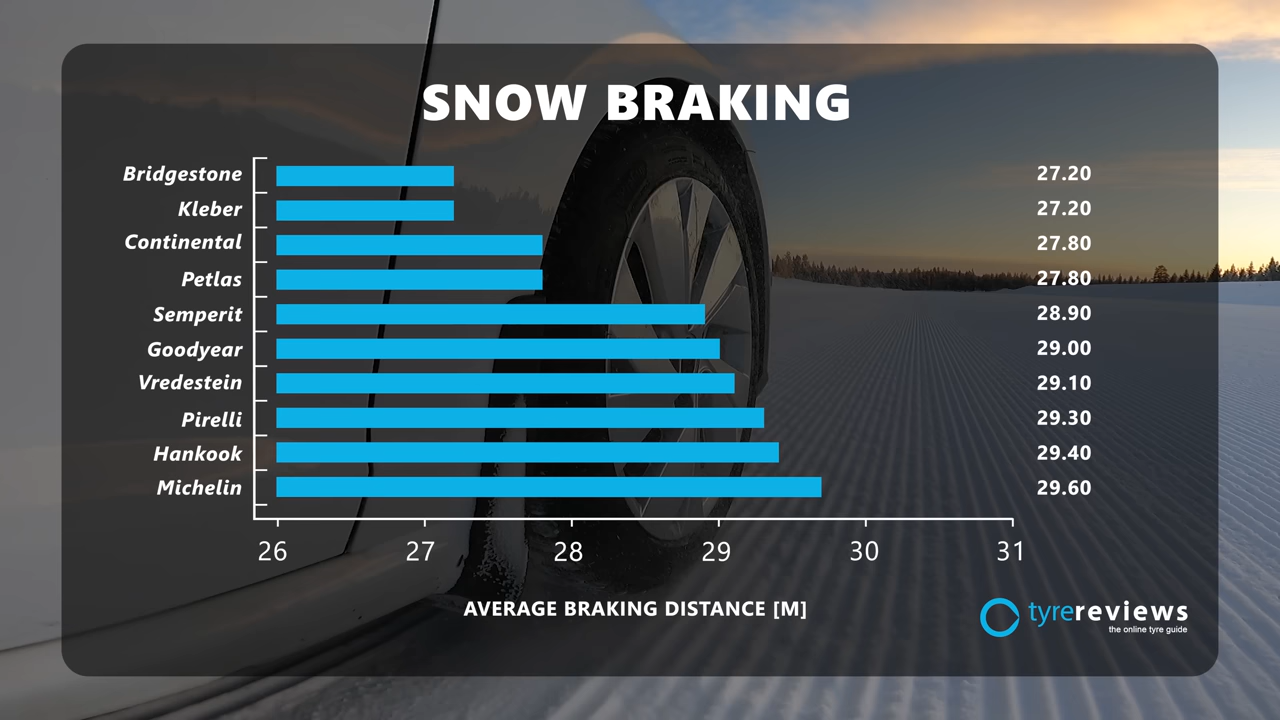 SNOW BRAKING
Bridgestone 27.20
Kleber 27.20
Continental 27.80
Petlas 27.80
Semperit 28.90
Goodyear 29.00
Vredestein 29.10
Pirelli 29.30
Hankook 29.40
Michelin 29.60
26 27 28 29 30 31
AVERAGE BRAKING DISTANCE [M]
tyrereviews
the online tyre guide